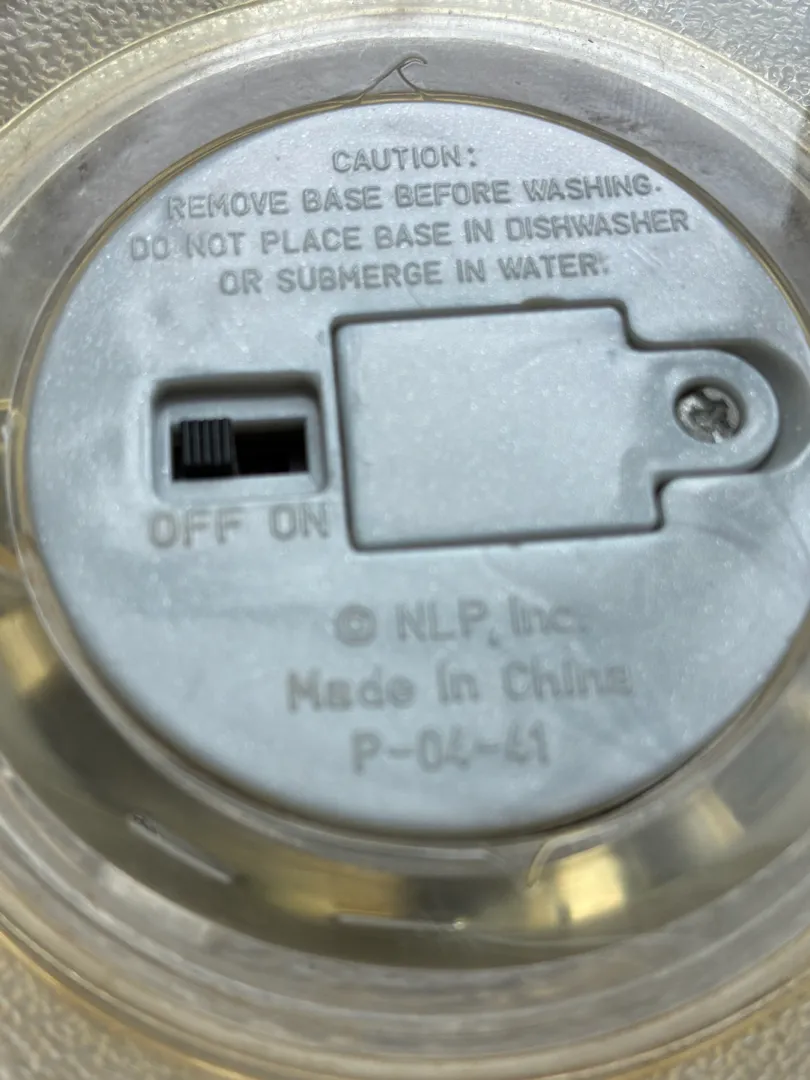 CAUTION:
REMOVE BASE BEFORE WASHING.
DO NOT PLACE BASE IN DISHWASHER
OR SUBMERGE IN WATER.
OFF ON
© NLP, Inc.
Made in China
P-04-41